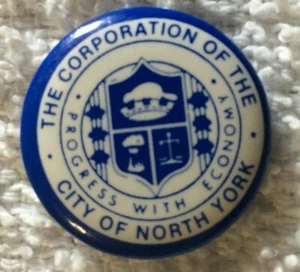 THE CORPORATION OF THE
CITY OF NORTH YORK
PROGRESS WITH ECONOMY